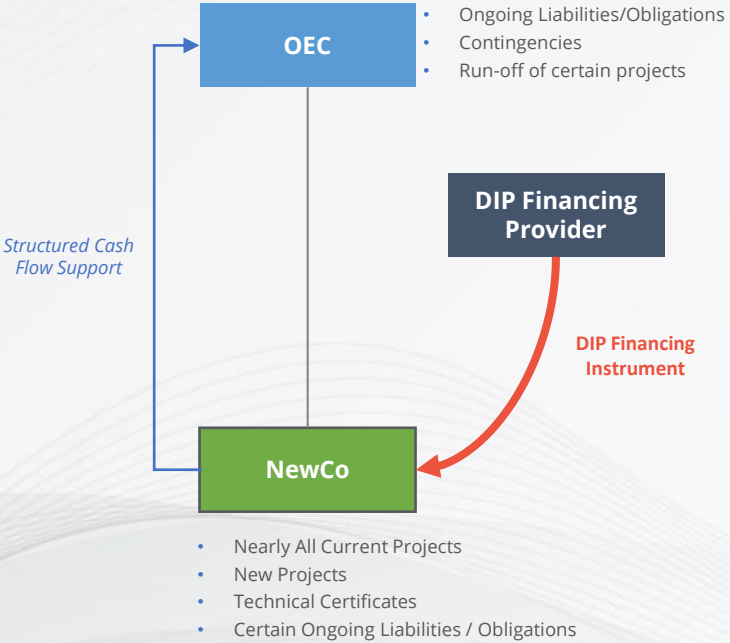 OEC
• Ongoing Liabilities/Obligations
• Contingencies
• Run-off of certain projects
DIP Financing
Provider
Structured Cash
Flow Support
DIP Financing
Instrument
NewCo
• Nearly All Current Projects
• New Projects
• Technical Certificates
• Certain Ongoing Liabilities / Obligations